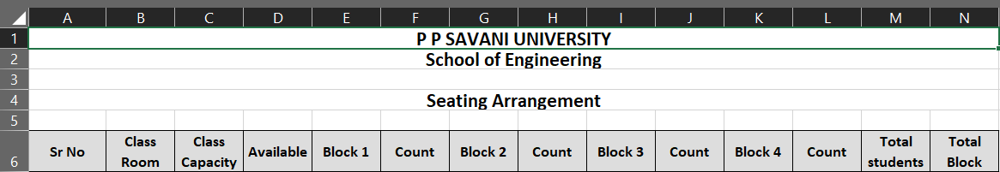 A B C D E F G H I J K L M N
1 P P SAVANI UNIVERSITY
2 School of Engineering
3
4 Seating Arrangement
5
6 Sr No Class Room Class Capacity Available Block 1 Count Block 2 Count Block 3 Count Block 4 Count Total students Total Block